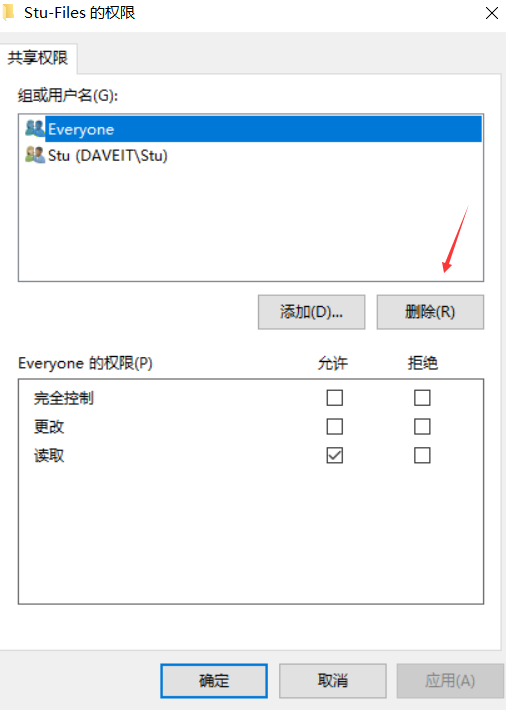 Stu-Files 的权限
共享权限
组或用户名(G):
Everyone
Stu (DAVEIT\Stu)
添加(D)... 删除(R)
Everyone 的权限(P) 允许 拒绝
完全控制
更改
读取
确定 取消 应用(A)